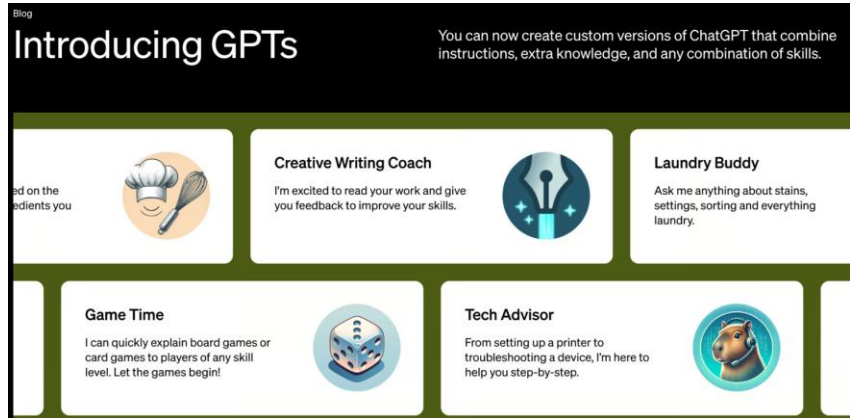 Blog
Introducing GPTs
You can now create custom versions of ChatGPT that combine
instructions, extra knowledge, and any combination of skills.
ed on the
edients you
Creative Writing Coach
I'm excited to read your work and give
you feedback to improve your skills.
Laundry Buddy
Ask me anything about stains,
settings, sorting and everything
laundry.
Game Time
I can quickly explain board games or
card games to players of any skill
level. Let the games begin!
Tech Advisor
From setting up a printer to
troubleshooting a device, I'm here to
help you step-by-step.